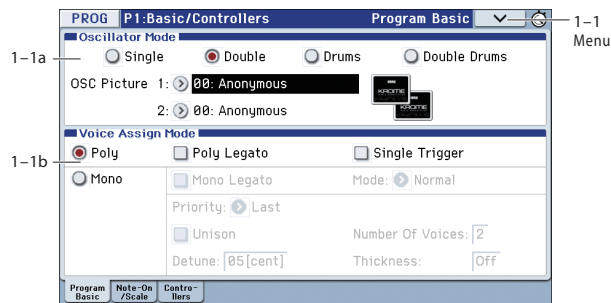 PROG P1:Basic/Controllers Program Basic
1–1
Menu
Oscillator Mode
1–1a
Single Double Drums Double Drums
OSC Picture 1: 00: Anonymous
KROME
2: 00: Anonymous
KROME
Voice Assign Mode
1–1b
Poly Poly Legato Single Trigger
Mono Mono Legato Mode: Normal
Priority: Last
Unison Number Of Voices: 2
Detune: 05[cent] Thickness: Off
Program Basic
Note-On /Scale
Contro- llers